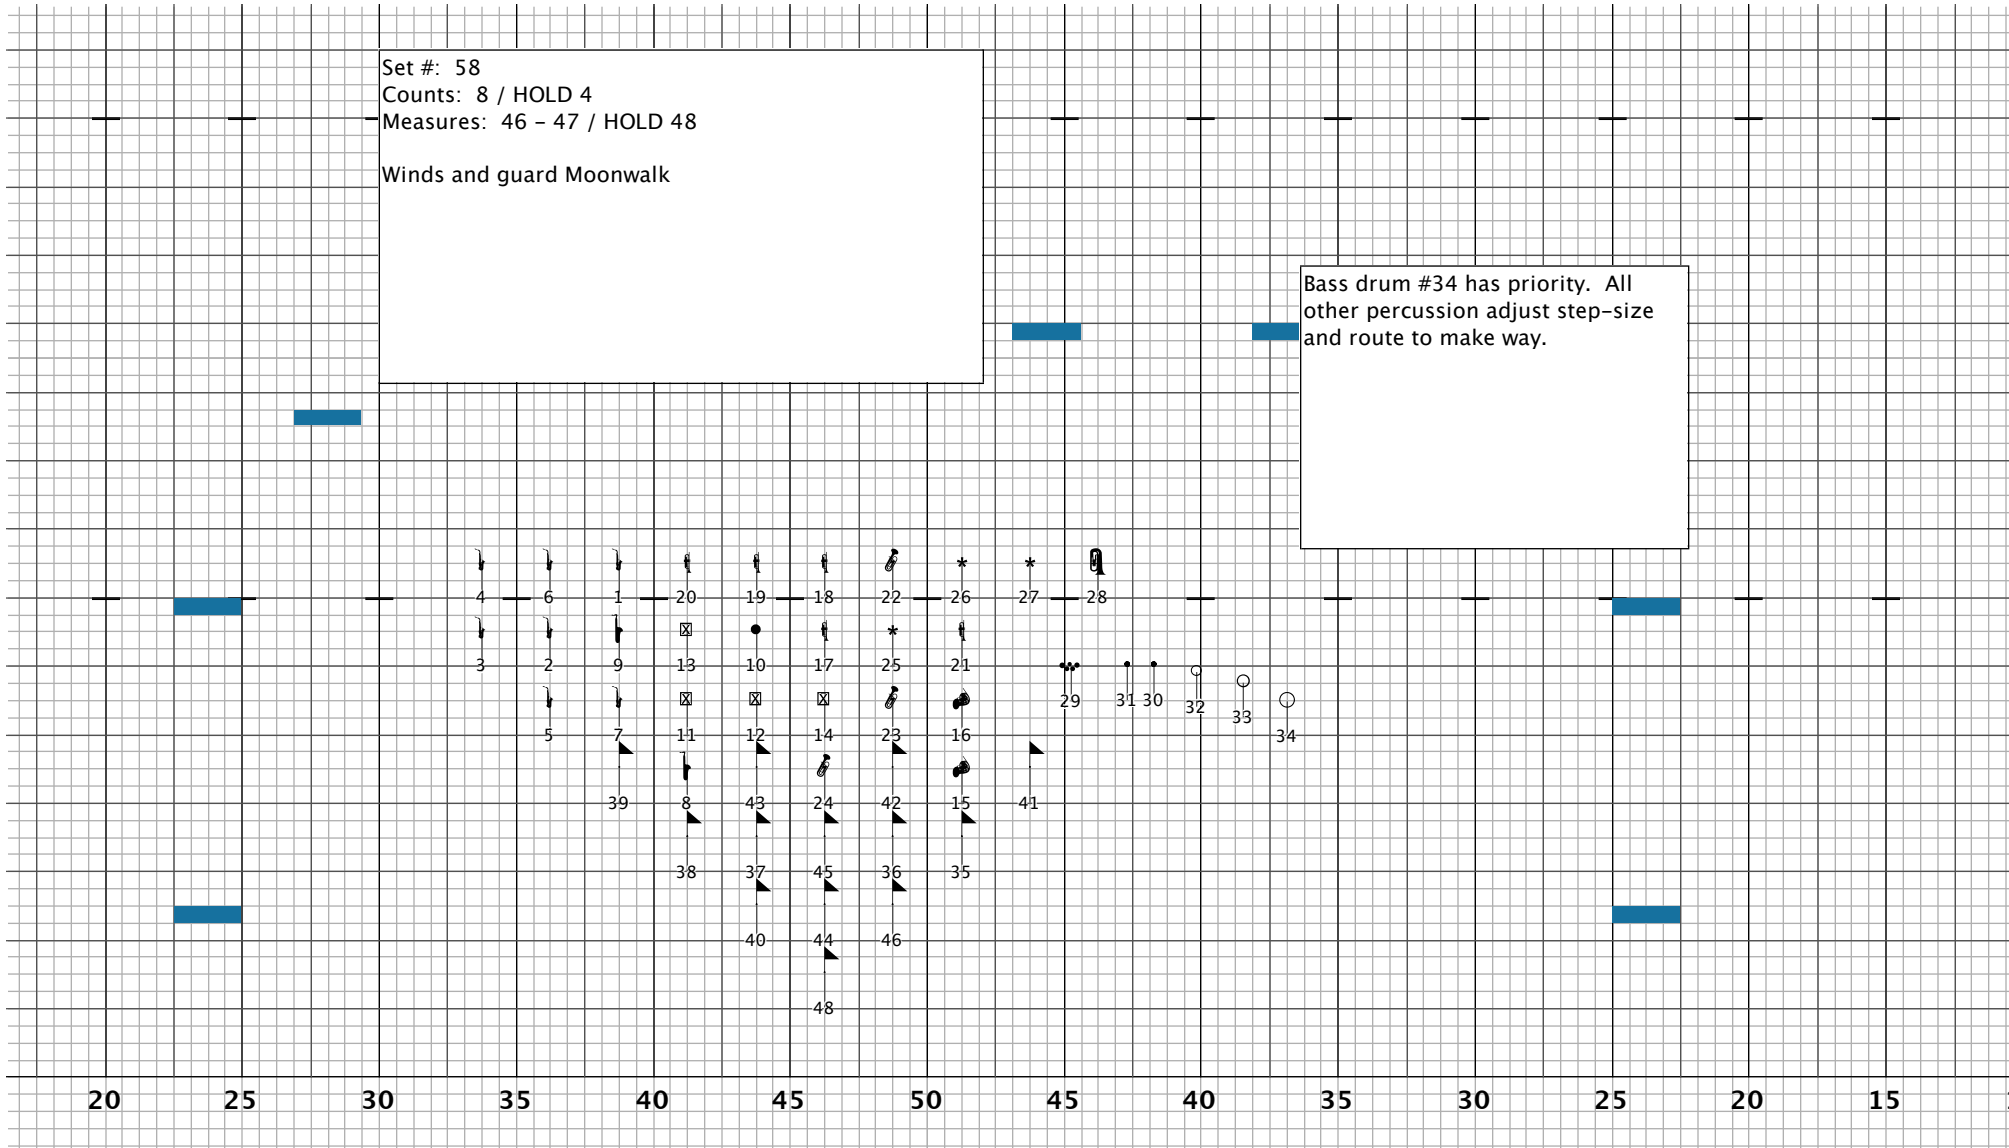 Set #: 58
Counts: 8 / HOLD 4
Measures: 46 – 47 / HOLD 48
Winds and guard Moonwalk
Bass drum #34 has priority. All
other percussion adjust step-size
and route to make way.
4 6 1 20 19 18 22 26 27 28
3 2 9 13 10 17 25 21
29 31 30 32 33 34
5 7 11 12 14 23 16
39 8 43 24 42 15 41
38 37 45 36 35
40 44 46
48
20 25 30 35 40 45 50 45 40 35 30 25 20 15